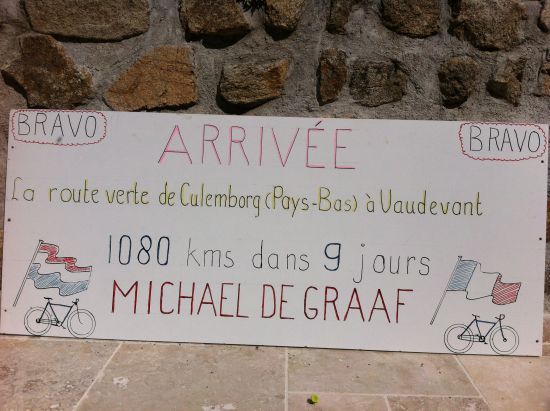 BRAVO
ARRIVÉE
BRAVO
La route verte de Culemborg (Pays-Bas) à Vaudevant
1080 kms dans 9 jours
MICHAEL DE GRAAF